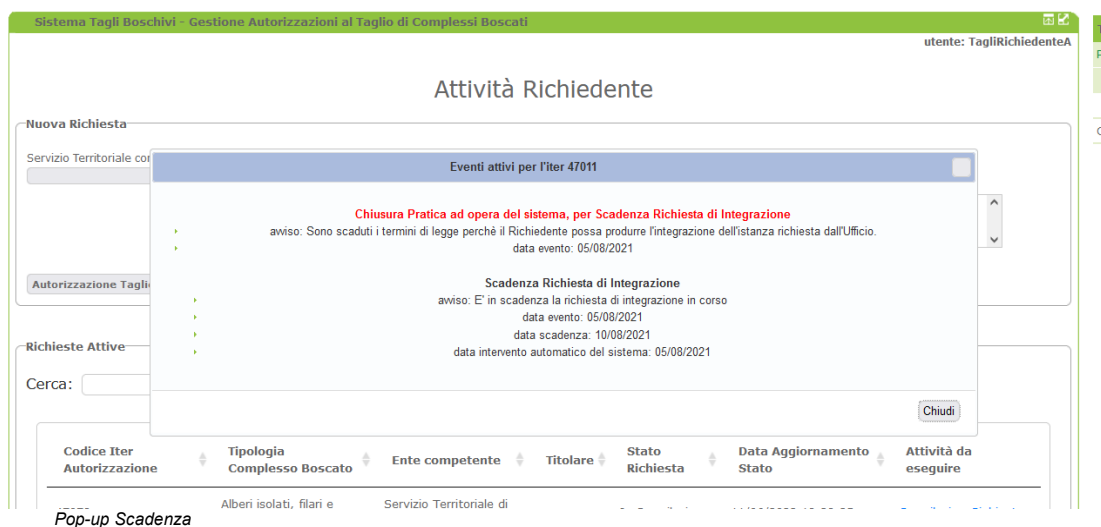 Sistema Tagli Boschivi - Gestione Autorizzazioni al Taglio di Complessi Boscati
utente: TagliRichiedenteA
Attività Richiedente
Nuova Richiesta
Servizio Territoriale
Eventi attivi per l'iter 47011
Chiusura Pratica ad opera del sistema, per Scadenza Richiesta di Integrazione
avviso: Sono scaduti i termini di legge perchè il Richiedente possa produrre l'integrazione dell'istanza richiesta dall'Ufficio.
data evento: 05/08/2021
Scadenza Richiesta di Integrazione
avviso: E' in scadenza la richiesta di integrazione in corso
data evento: 05/08/2021
data scadenza: 10/08/2021
data intervento automatico del sistema: 05/08/2021
Chiudi
Autorizzazione
Richieste Attive
Cerca:
Codice Iter Autorizzazione
Tipologia Complesso Boscato
Ente competente
Titolare
Stato Richiesta
Data Aggiornamento Stato
Attività da eseguire
Alberi isolati, filari e
Servizio Territoriale di
Pop-up Scadenza